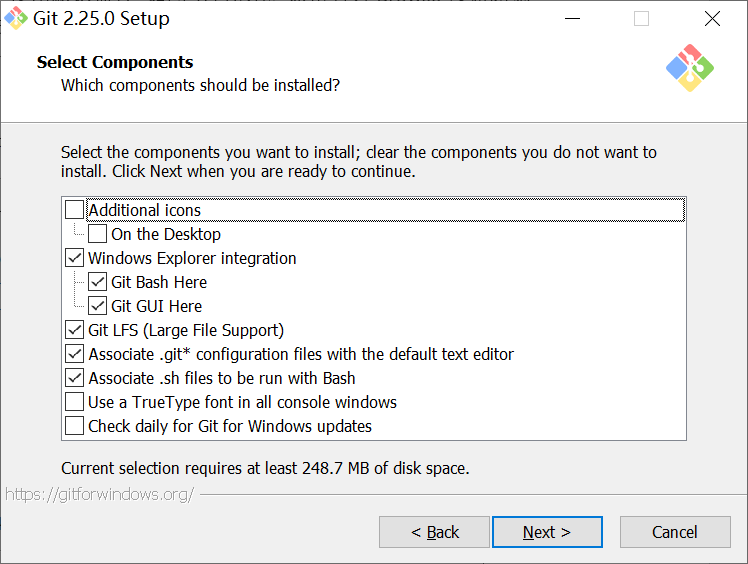 Git 2.25.0 Setup
Select Components
Which components should be installed?
Select the components you want to install; clear the components you do not want to
install. Click Next when you are ready to continue.
Additional icons
On the Desktop
Windows Explorer integration
Git Bash Here
Git GUI Here
Git LFS (Large File Support)
Associate .git* configuration files with the default text editor
Associate .sh files to be run with Bash
Use a TrueType font in all console windows
Check daily for Git for Windows updates
Current selection requires at least 248.7 MB of disk space.
https://gitforwindows.org/
< Back Next > Cancel